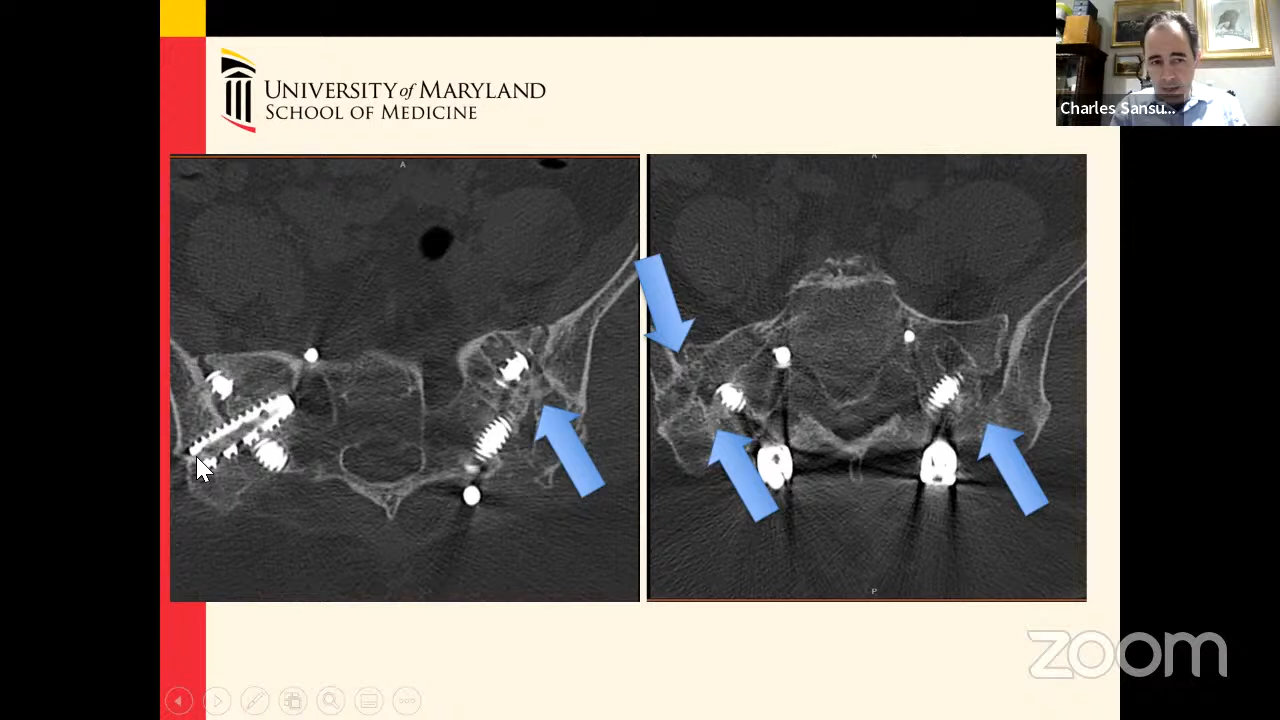 UNIVERSITY of MARYLAND
SCHOOL OF MEDICINE
Charles Sansu...
A
A
P
zoom